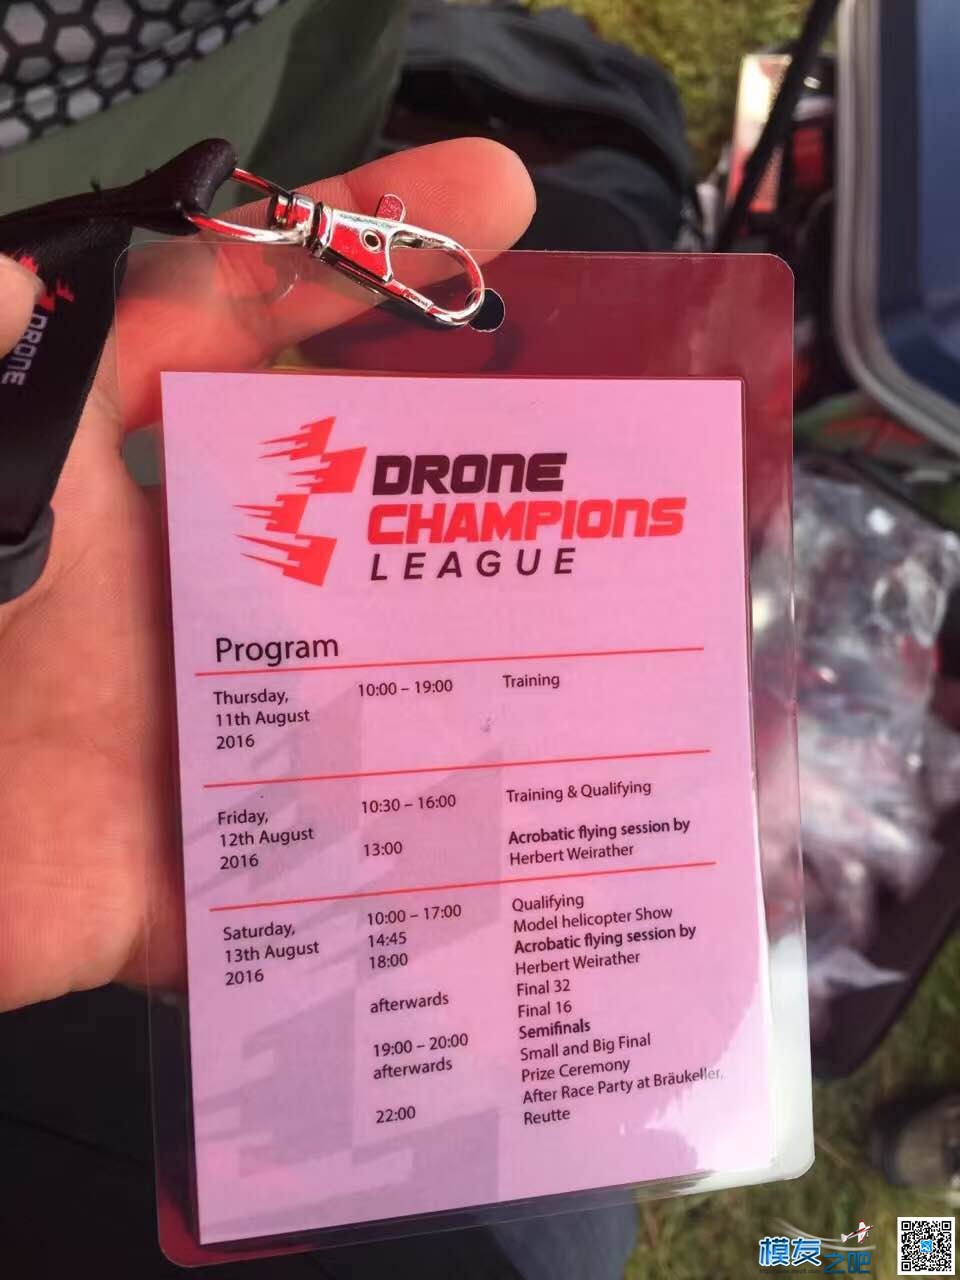 DRONE
DRONE
CHAMPIONS
LEAGUE
Program
Thursday,
11th August
2016
10:00 – 19:00
Training
Friday,
12th August
2016
10:30 – 16:00
13:00
Training & Qualifying
Acrobatic flying session by
Herbert Weirather
Saturday,
13th August
2016
10:00 – 17:00
14:45
18:00
afterwards
19:00 – 20:00
afterwards
22:00
Qualifying
Model helicopter Show
Acrobatic flying session by
Herbert Weirather
Final 32
Final 16
Semifinals
Small and Big Final
Prize Ceremony
After Race Party at Bräukeller,
Reutte
模友之吧